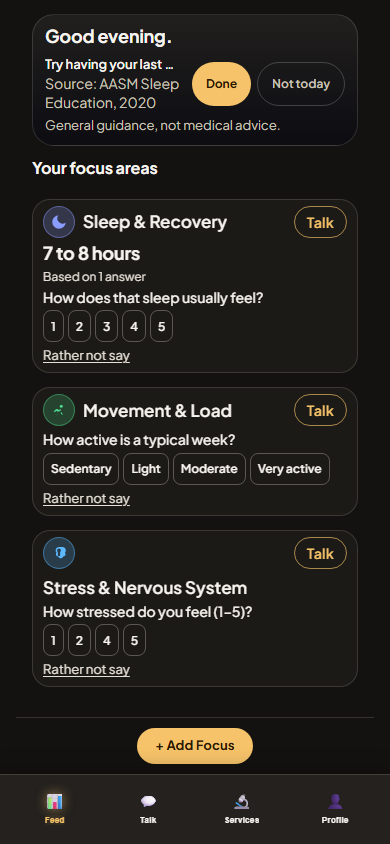 Good evening.
Try having your last ...
Source: AASM Sleep
Education, 2020
Done
Not today
General guidance, not medical advice.
Your focus areas
Sleep & Recovery
Talk
7 to 8 hours
Based on 1 answer
How does that sleep usually feel?
1 2 3 4 5
Rather not say
Movement & Load
Talk
How active is a typical week?
Sedentary Light Moderate Very active
Rather not say
Talk
Stress & Nervous System
How stressed do you feel (1–5)?
1 2 4 5
Rather not say
+ Add Focus
Feed Talk Services Profile